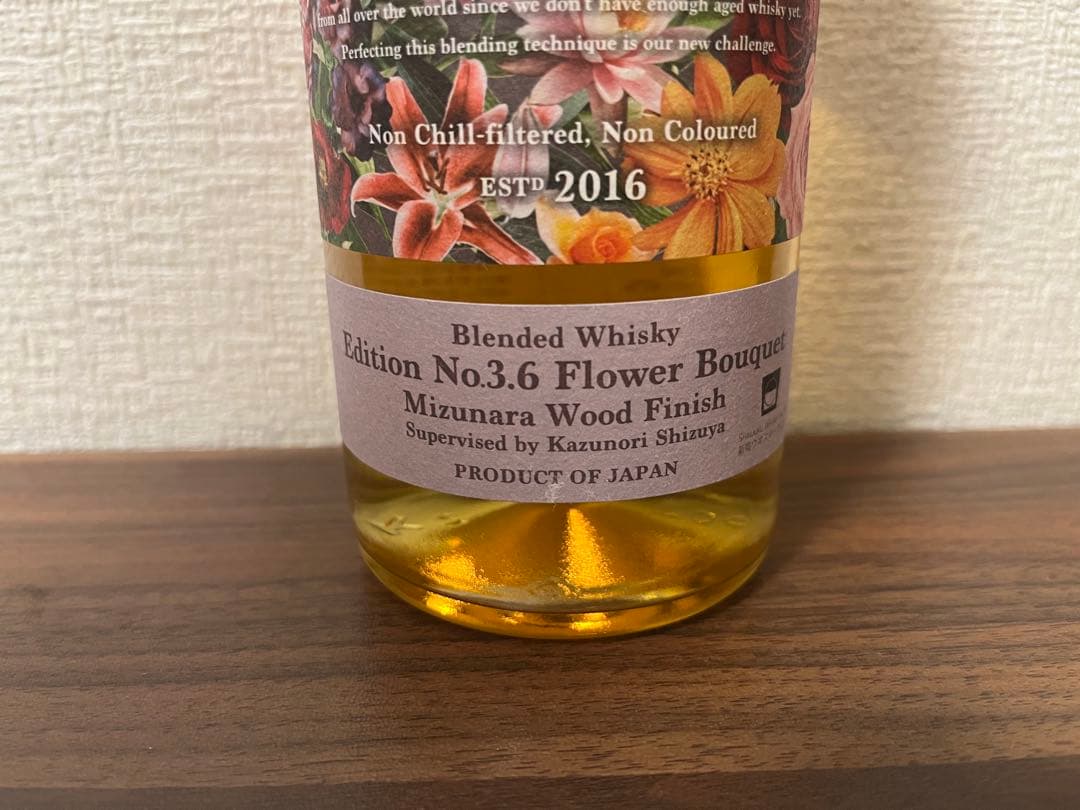 from all over the world since we don't have enough aged whisky yet.
Perfecting this blending technique is our new challenge.
Non Chill-filtered, Non Coloured
ESTD 2016
Blended Whisky
Edition No.3.6 Flower Bouquet
Mizunara Wood Finish
Supervised by Kazunori Shizuya
PRODUCT OF JAPAN